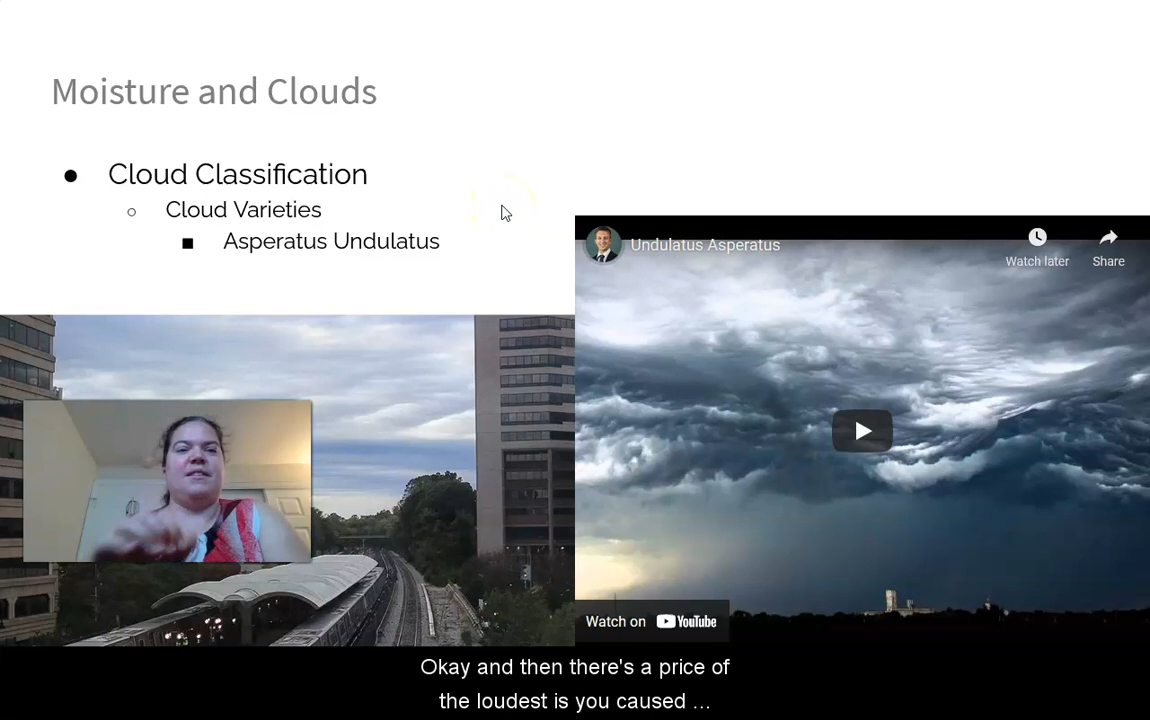 Moisture and Clouds
● Cloud Classification
○ Cloud Varieties
■ Asperatus Undulatus
Undulatus Asperatus
Watch later
Share
Watch on YouTube
Okay and then there's a price of
the loudest is you caused ...